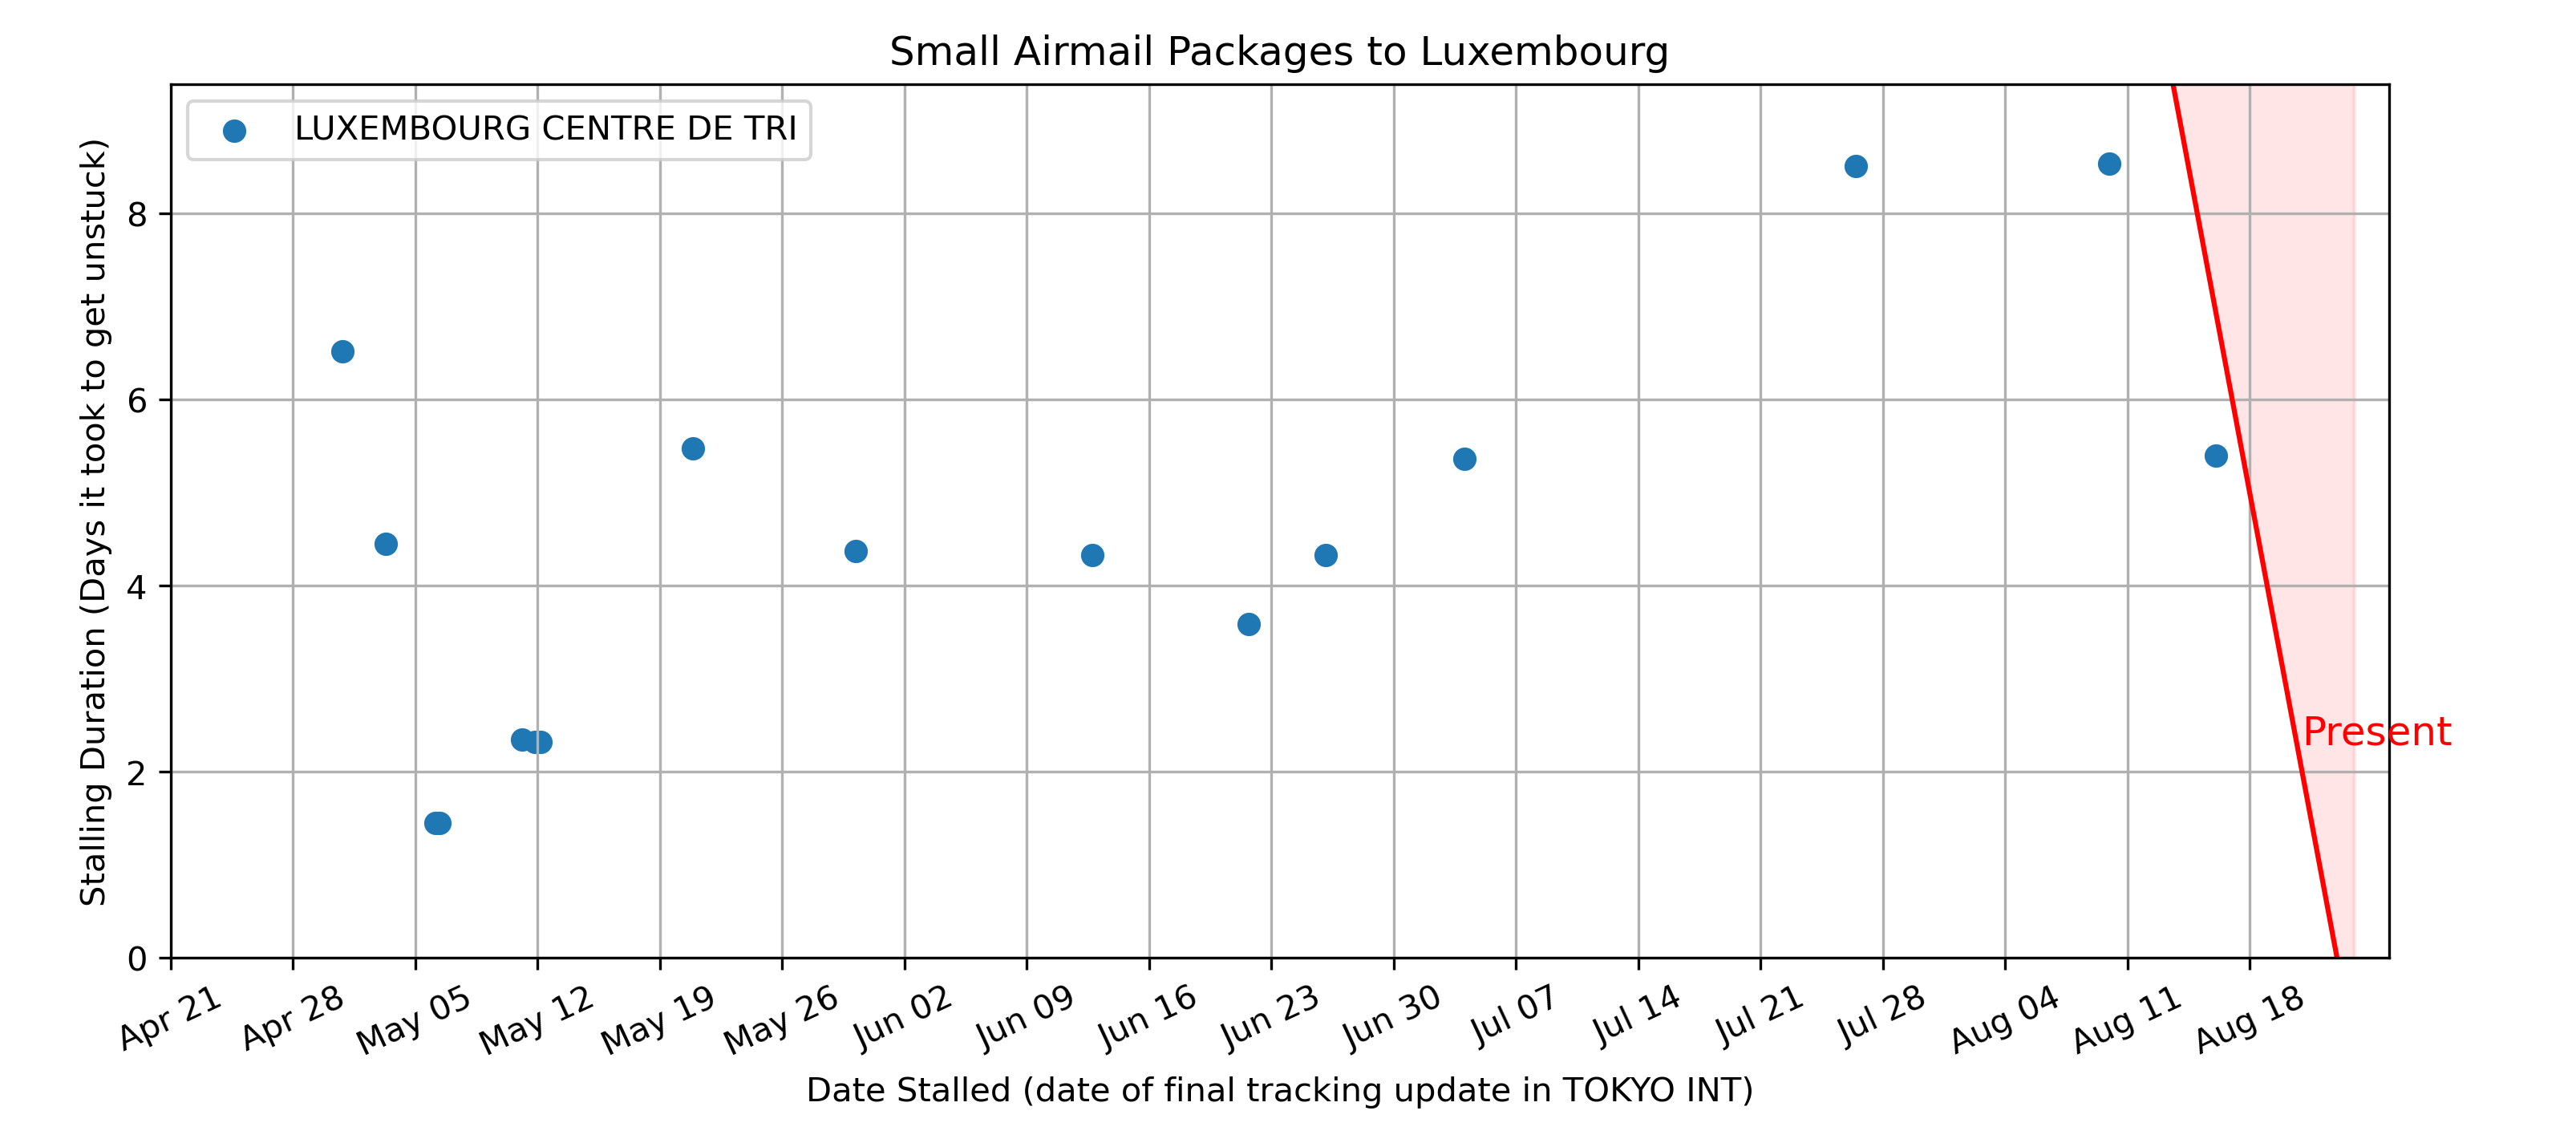 Small Airmail Packages to Luxembourg
LUXEMBOURG CENTRE DE TRI
Stalling Duration (Days it took to get unstuck)
8
6
4
2
0
Present
Apr 21
Apr 28
May 05
May 12
May 19
May 26
Jun 02
Jun 09
Jun 16
Jun 23
Jun 30
Jul 07
Jul 14
Jul 21
Jul 28
Aug 04
Aug 11
Aug 18
Date Stalled (date of final tracking update in TOKYO INT)